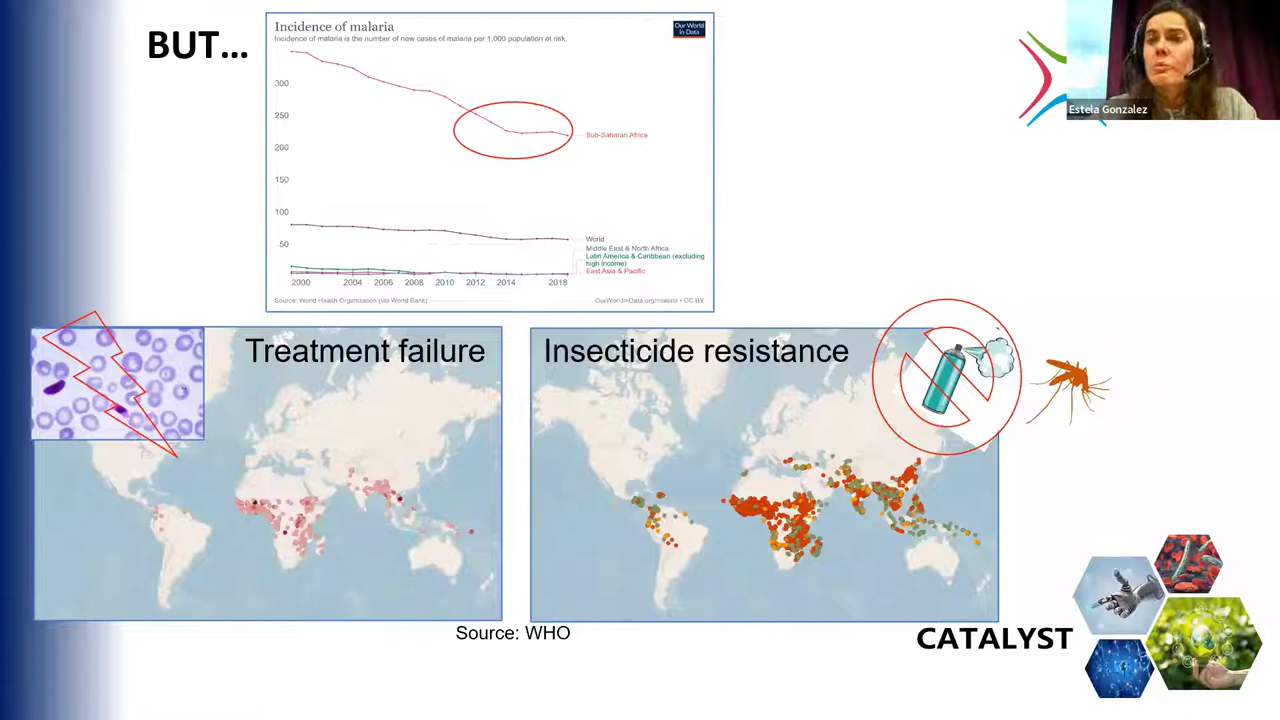 BUT...
Incidence of malaria
Incidence of malaria is the number of new cases of malaria per 1,000 population at risk.
Our World
in Data
300
250
200
150
100
50
Sub-Saharan Africa
World
Middle East & North Africa
Latin America & Caribbean (excluding
high income)
East Asia & Pacific
2000
2004
2006
2008
2010
2012
2014
2018
Source: World Health Organization (via World Bank)
OurWorldInData.org/malaria • CC BY
Estela Gonzalez
Treatment failure
Insecticide resistance
Source: WHO
CATALYST